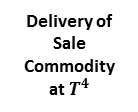 Delivery of
Sale
Commodity
at T⁴